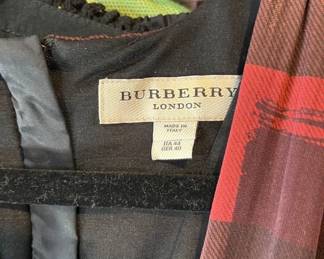 BURBERRY
LONDON
MADE IN
ITALY
ITA 44
GER 40